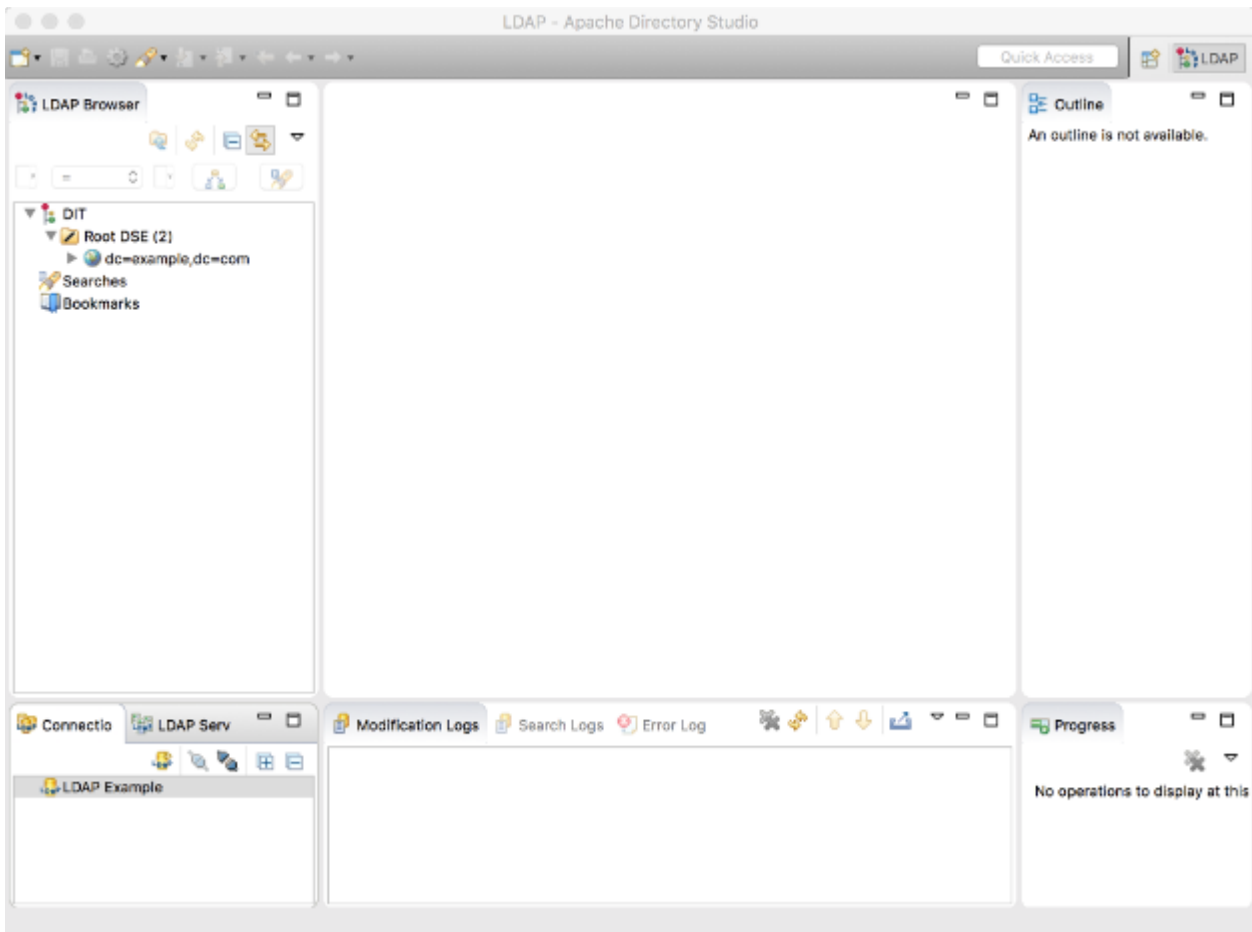 LDAP - Apache Directory Studio
Quick Access
LDAP
LDAP Browser
=
DIT
Root DSE (2)
dc=example,dc=com
Searches
Bookmarks
Outline
An outline is not available.
Connectio
LDAP Serv
LDAP Example
Modification Logs
Search Logs
Error Log
Progress
No operations to display at this